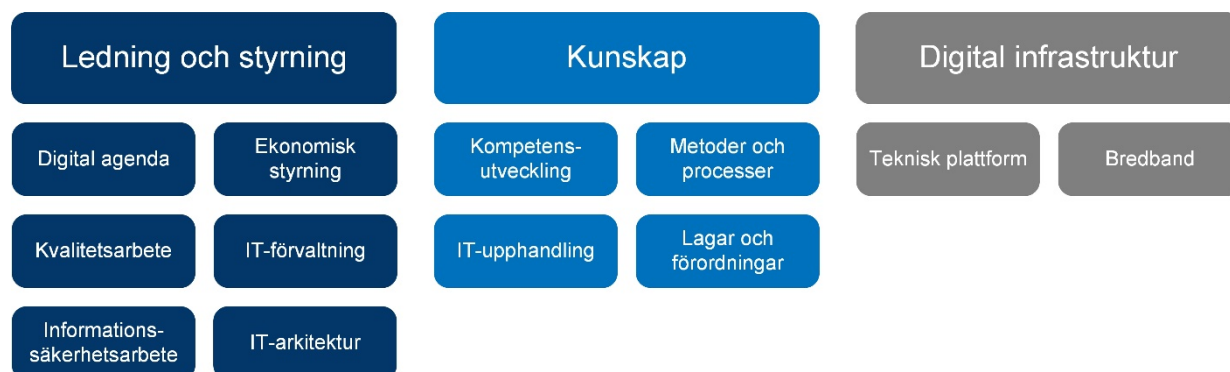 Ledning och styrning
Kunskap
Digital infrastruktur
Digital agenda
Ekonomisk
styrning
Kompetens-
utveckling
Metoder och
processer
Teknisk plattform
Bredband
Kvalitetsarbete
IT-förvaltning
IT-upphandling
Lagar och
förordningar
Informations-
säkerhetsarbete
IT-arkitektur